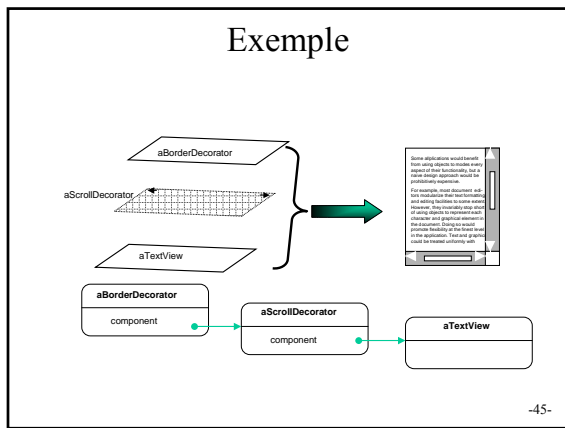 Exemple
aBorderDecorator
aScrollDecorator
aTextView
Some allplications would benefit
from using objects to modes every
aspect of their functionality, but a
naive design approach would be
prohibitively expensive.
For example, most document edi-
tors modularize their text formatting
and editing facilities to some extent.
However, they invariably stop short
of using objects to represent each
character and graphical element in
the document. Doing so would
promote flexibility at the finest level
in the application. Text and graphic
could be treated uniformly with
aBorderDecorator
component
aScrollDecorator
component
aTextView
-45-